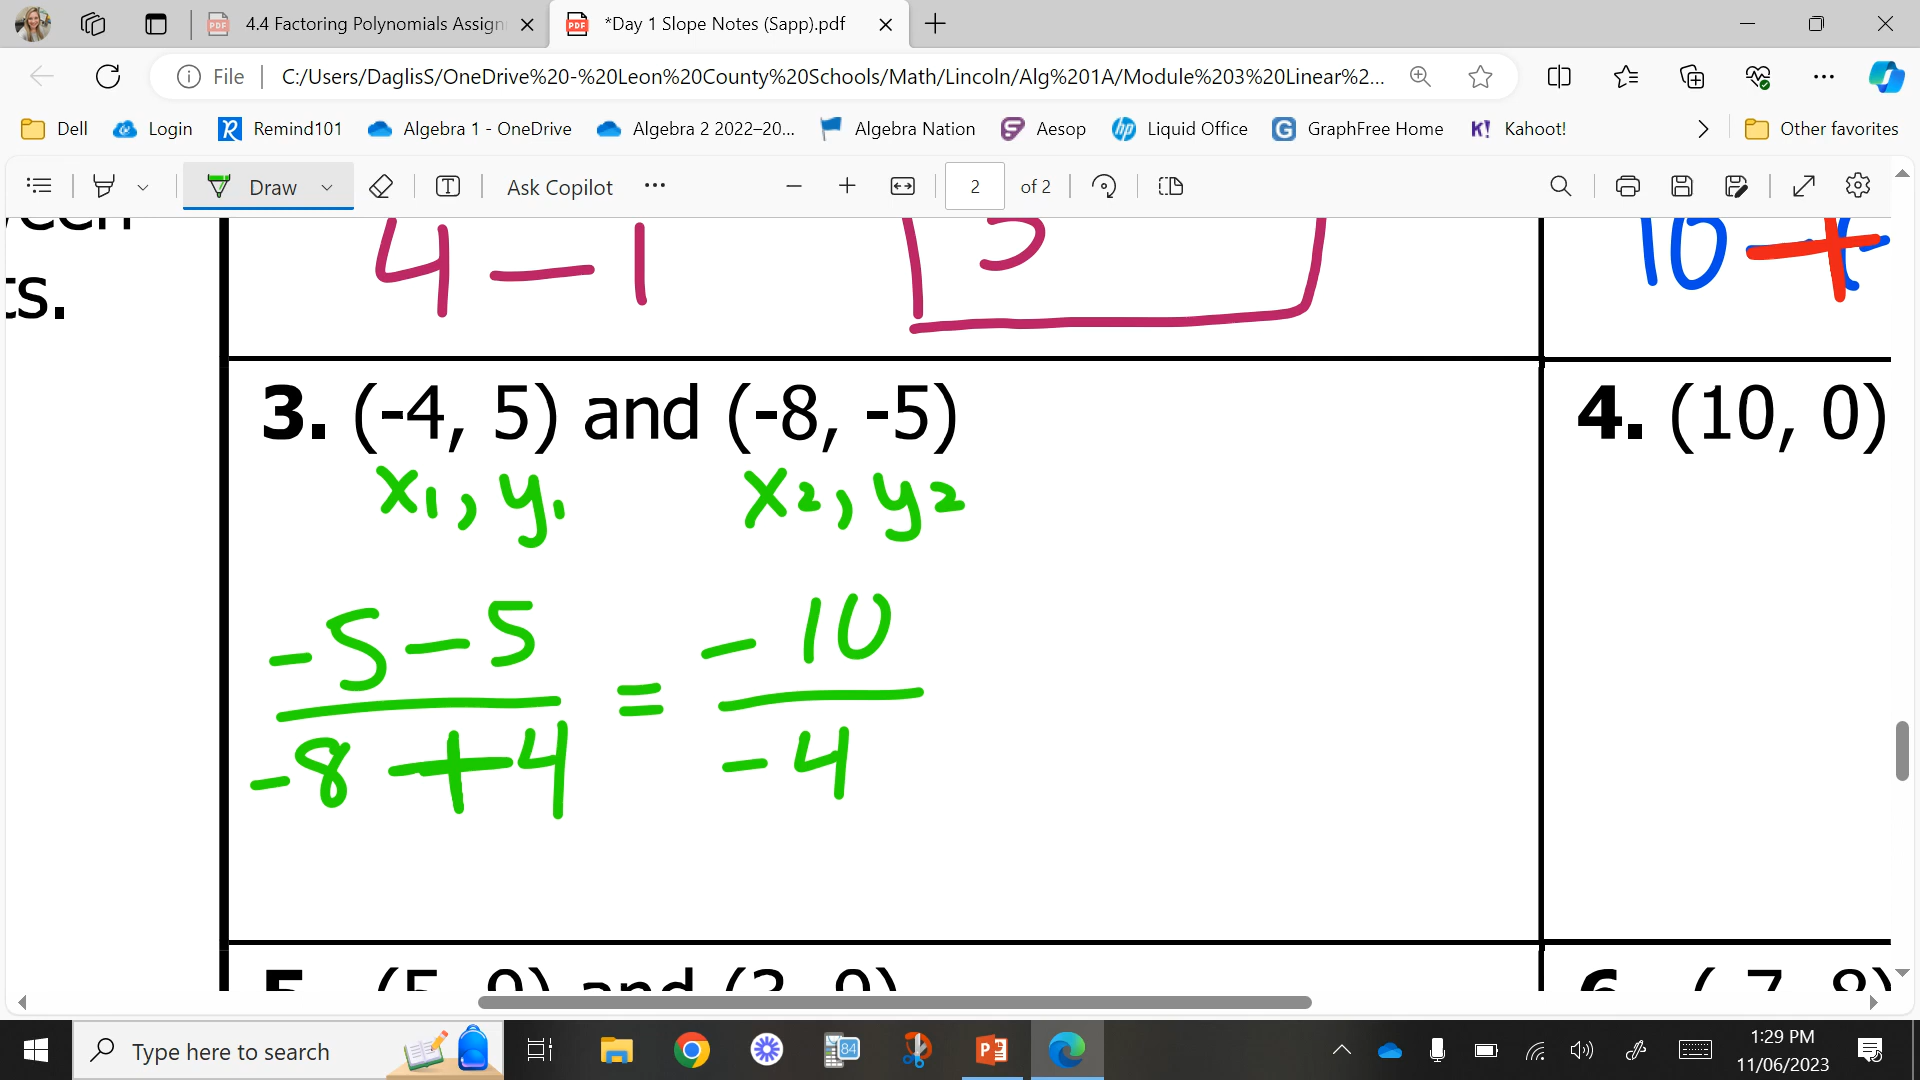 4.4 Factoring Polynomials Assign
*Day 1 Slope Notes (Sapp).pdf
File
C:/Users/DaglisS/OneDrive%20-%20Leon%20County%20Schools/Math/Lincoln/Alg%201A/Module%203%20Linear%2...
Dell
Login
Remind101
Algebra 1 - OneDrive
Algebra 2 2022–20...
Algebra Nation
Aesop
Liquid Office
GraphFree Home
Kahoot!
Other favorites
Draw
Ask Copilot
2 of 2
ts.
4 – 1
10
3. (-4, 5) and (-8, -5)
4. (10, 0)
x1, y1
x2, y2
-5 - 5
-8 + 4
=
-10
-4
Type here to search
84
1:29 PM
11/06/2023